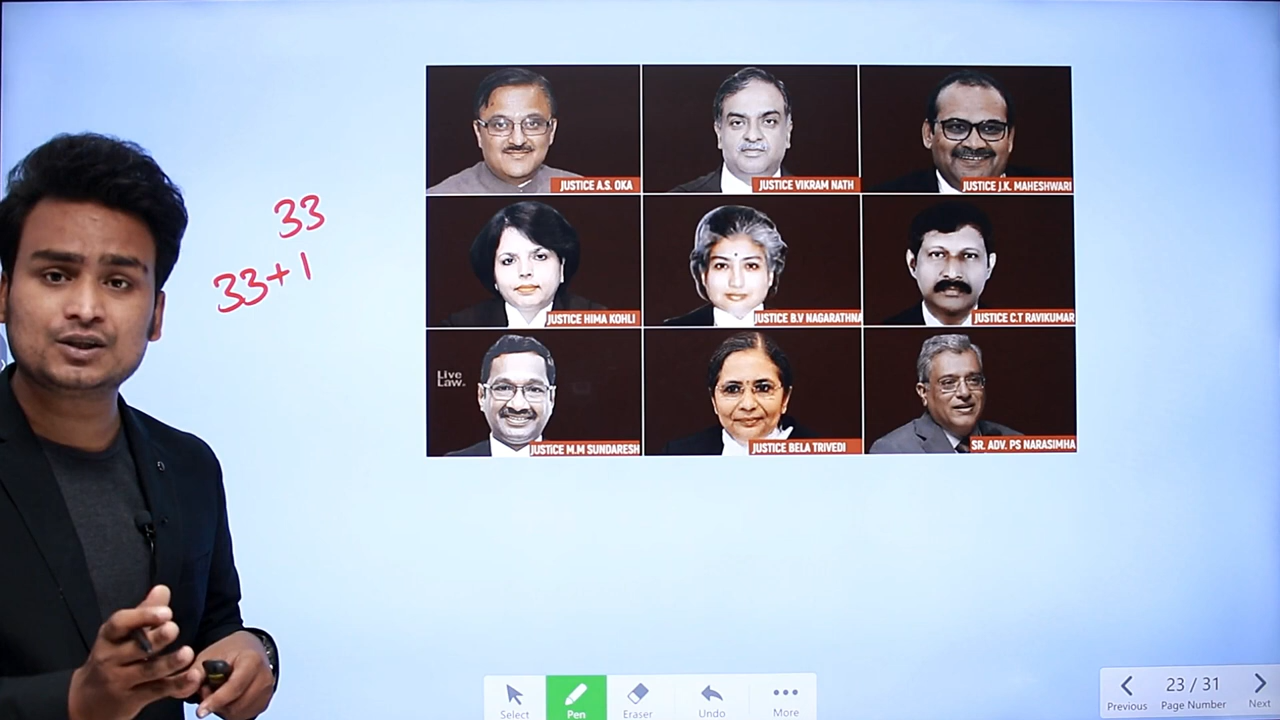 33
33+1
JUSTICE A.S. OKA
JUSTICE VIKRAM NATH
JUSTICE J.K. MAHESHWARI
JUSTICE HIMA KOHLI
JUSTICE B.V NAGARATHNA
JUSTICE C.T RAVIKUMAR
Live
Law.
JUSTICE M.M SUNDARESH
JUSTICE BELA TRIVEDI
SR. ADV. PS NARASIMHA
Select
Pen
Eraser
Undo
More
Previous
23 / 31
Page Number
Next